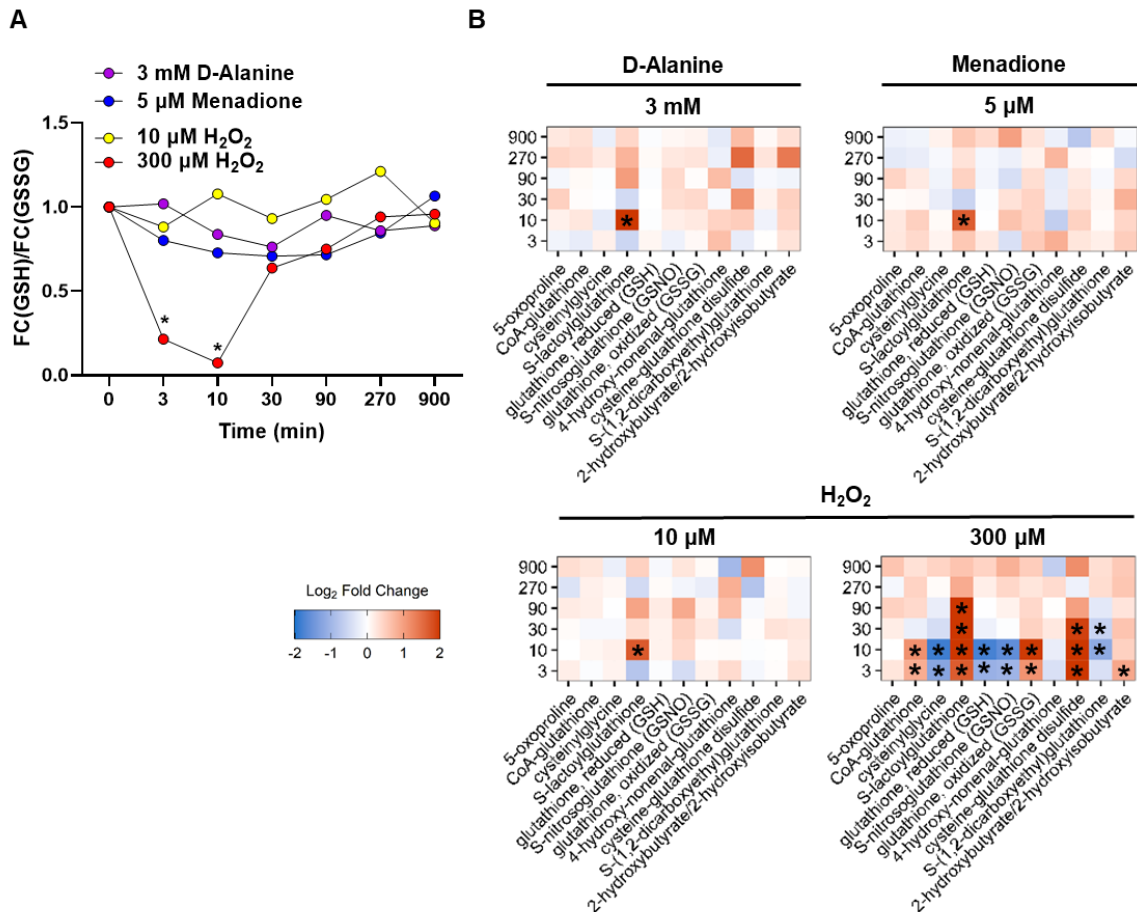 A
3 mM D-Alanine
5 µM Menadione
10 µM H₂O₂
300 µM H₂O₂
FC(GSH)/FC(GSSG)
1.5
1.0
0.5
0.0
*
*
0 3 10 30 90 270 900
Time (min)
B
D-Alanine
3 mM
900
270
90
30
10
3
*
5-oxoproline
CoA-glutathione
cysteinylglycine
S-lactoylglutathione
glutathione, reduced (GSH)
S-nitrosoglutathione (GSNO)
glutathione, oxidized (GSSG)
4-hydroxy-nonenal-glutathione
cysteine-glutathione disulfide
S-(1,2-dicarboxyethyl)glutathione
2-hydroxybutyrate/2-hydroxyisobutyrate
Menadione
5 µM
900
270
90
30
10
3
*
5-oxoproline
CoA-glutathione
cysteinylglycine
S-lactoylglutathione
glutathione, reduced (GSH)
S-nitrosoglutathione (GSNO)
glutathione, oxidized (GSSG)
4-hydroxy-nonenal-glutathione
cysteine-glutathione disulfide
S-(1,2-dicarboxyethyl)glutathione
2-hydroxybutyrate/2-hydroxyisobutyrate
Log₂ Fold Change
-2 -1 0 1 2
H₂O₂
10 µM
900
270
90
30
10
3
*
5-oxoproline
CoA-glutathione
cysteinylglycine
S-lactoylglutathione
glutathione, reduced (GSH)
S-nitrosoglutathione (GSNO)
glutathione, oxidized (GSSG)
4-hydroxy-nonenal-glutathione
cysteine-glutathione disulfide
S-(1,2-dicarboxyethyl)glutathione
2-hydroxybutyrate/2-hydroxyisobutyrate
300 µM
900
270
90
30
10
3
*
* * *
* * * * * * * *
* * * * * * * *
5-oxoproline
CoA-glutathione
cysteinylglycine
S-lactoylglutathione
glutathione, reduced (GSH)
S-nitrosoglutathione (GSNO)
glutathione, oxidized (GSSG)
4-hydroxy-nonenal-glutathione
cysteine-glutathione disulfide
S-(1,2-dicarboxyethyl)glutathione
2-hydroxybutyrate/2-hydroxyisobutyrate